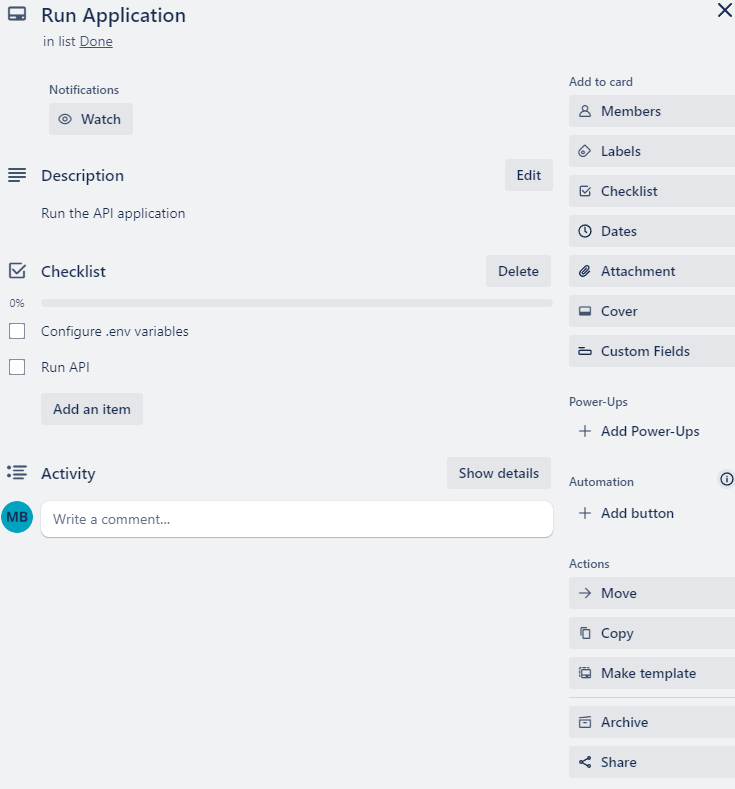 Run Application
in list Done
Notifications
Watch
Description
Edit
Run the API application
Checklist
Delete
0%
Configure .env variables
Run API
Add an item
Activity
Show details
MB
Write a comment...
Add to card
Members
Labels
Checklist
Dates
Attachment
Cover
Custom Fields
Power-Ups
Add Power-Ups
Automation
Add button
Actions
Move
Copy
Make template
Archive
Share